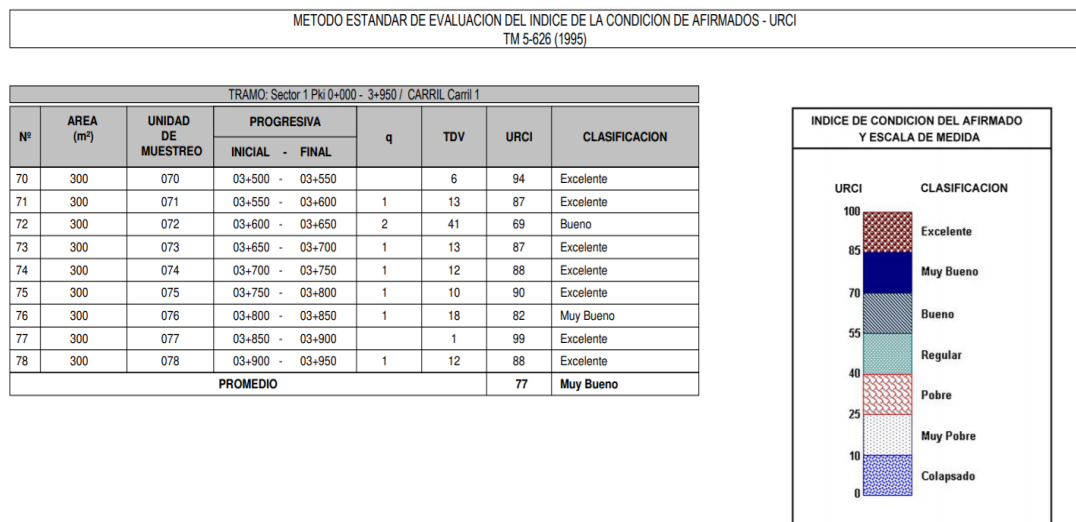 METODO ESTANDAR DE EVALUACION DEL INDICE DE LA CONDICION DE AFIRMADOS - URCI
TM 5-626 (1995)
TRAMO: Sector 1 Pki 0+000 - 3+950 / CARRIL Carril 1
Nº AREA (m²) UNIDAD DE MUESTREO PROGRESIVA INICIAL - FINAL q TDV URCI CLASIFICACION
70 300 070 03+500 - 03+550 6 94 Excelente
71 300 071 03+550 - 03+600 1 13 87 Excelente
72 300 072 03+600 - 03+650 2 41 69 Bueno
73 300 073 03+650 - 03+700 1 13 87 Excelente
74 300 074 03+700 - 03+750 1 12 88 Excelente
75 300 075 03+750 - 03+800 1 10 90 Excelente
76 300 076 03+800 - 03+850 1 18 82 Muy Bueno
77 300 077 03+850 - 03+900 1 99 Excelente
78 300 078 03+900 - 03+950 1 12 88 Excelente
PROMEDIO 77 Muy Bueno
INDICE DE CONDICION DEL AFIRMADO
Y ESCALA DE MEDIDA
URCI CLASIFICACION
100
Excelente
85
Muy Bueno
70
Bueno
55
Regular
40
Pobre
25
Muy Pobre
10
Colapsado
0